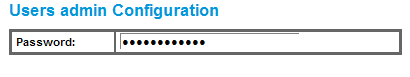 Users admin Configuration
Password: ••••••••••••